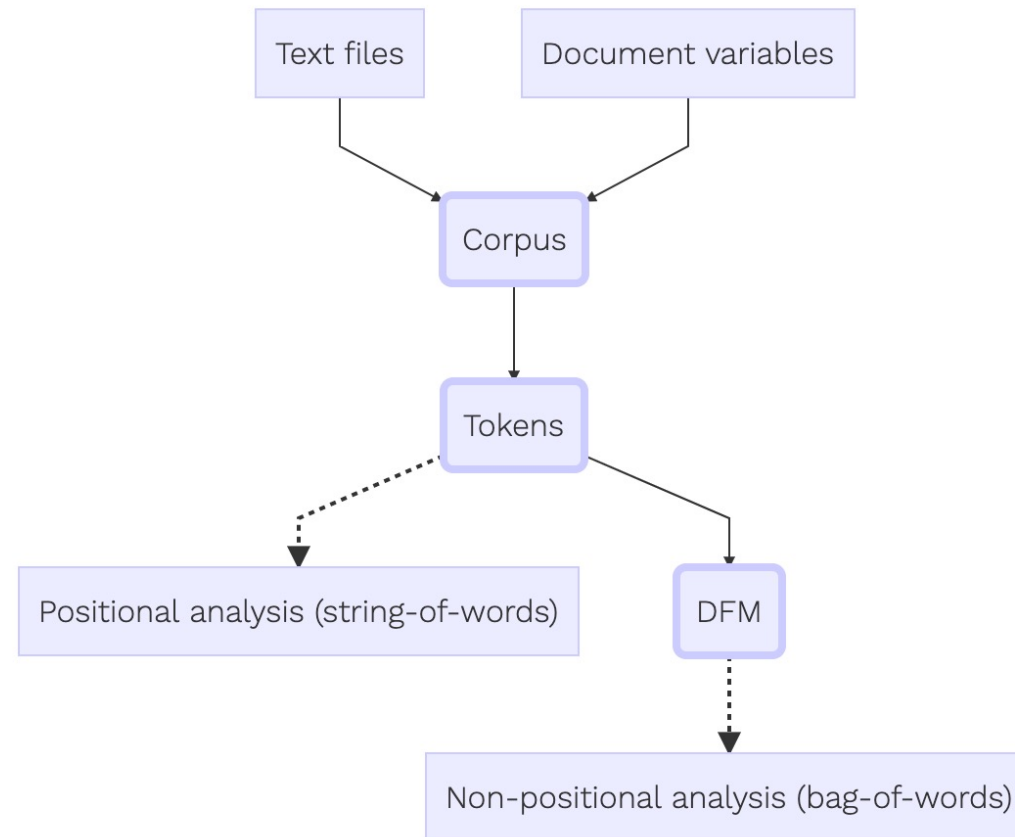 Text files
Document variables
Corpus
Tokens
Positional analysis (string-of-words)
DFM
Non-positional analysis (bag-of-words)